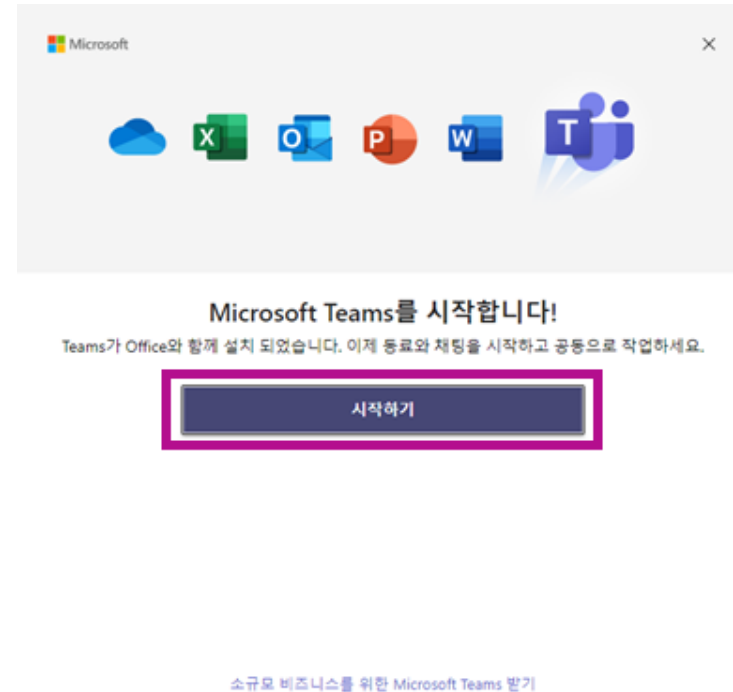 Microsoft
X
O
P
W
T
Microsoft Teams를 시작합니다!
Teams가 Office와 함께 설치 되었습니다. 이제 동료와 채팅을 시작하고 공동으로 작업하세요.
시작하기
소규모 비즈니스를 위한 Microsoft Teams 받기